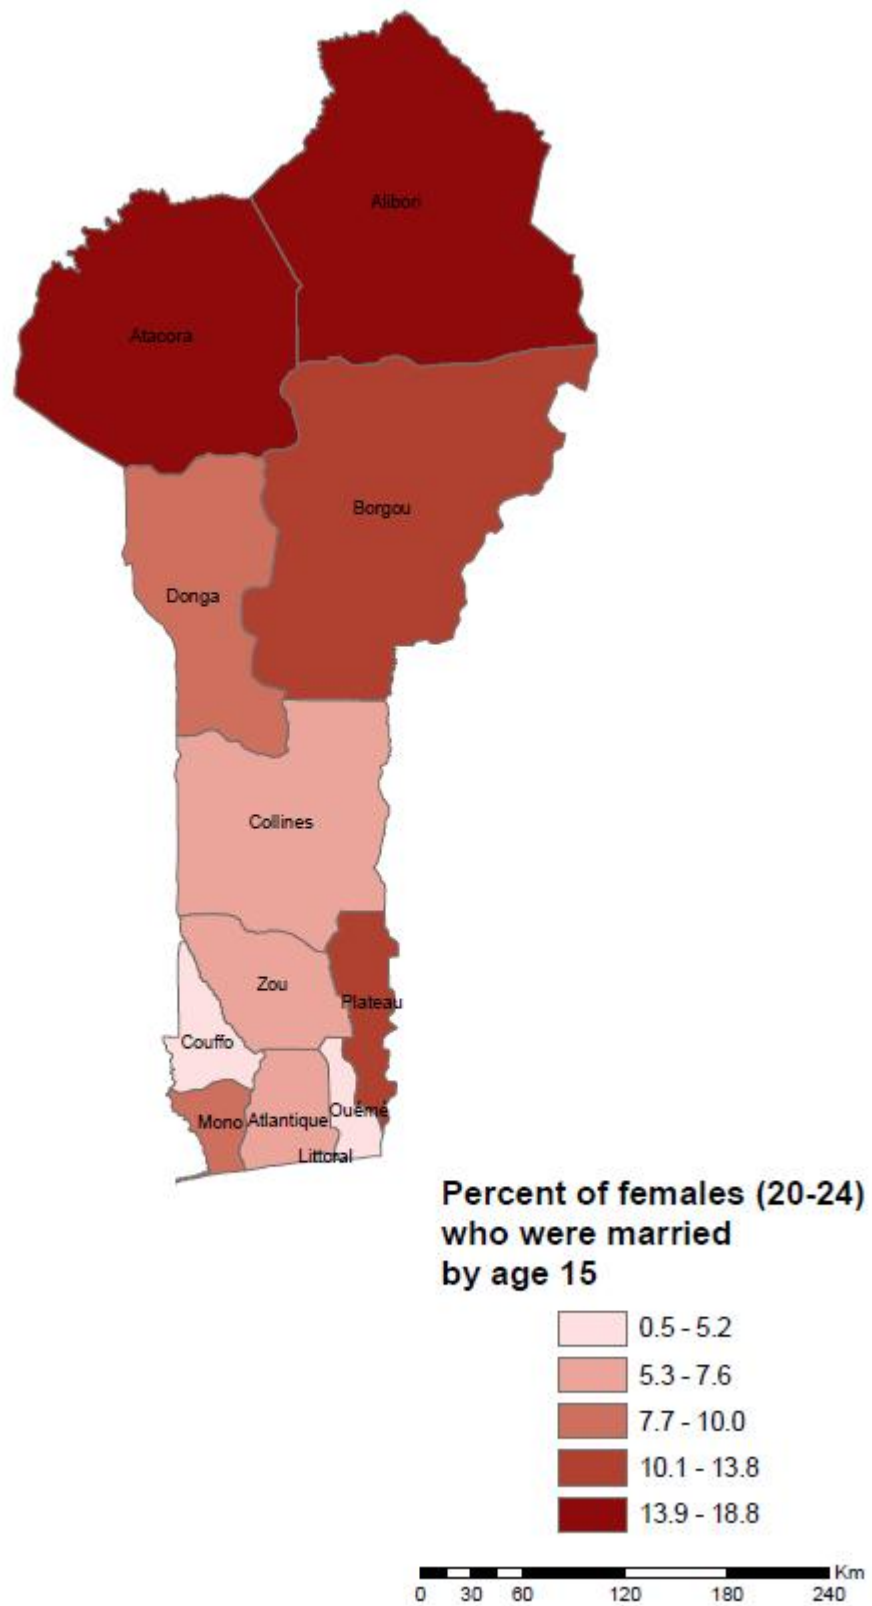 Alibori
Atacora
Borgou
Donga
Collines
Zou
Plateau
Couffo
Ouémé
Mono Atlantique
Littoral
Percent of females (20-24)
who were married
by age 15
0.5 - 5.2
5.3 - 7.6
7.7 - 10.0
10.1 - 13.8
13.9 - 18.8
Km
0 30 60 120 180 240